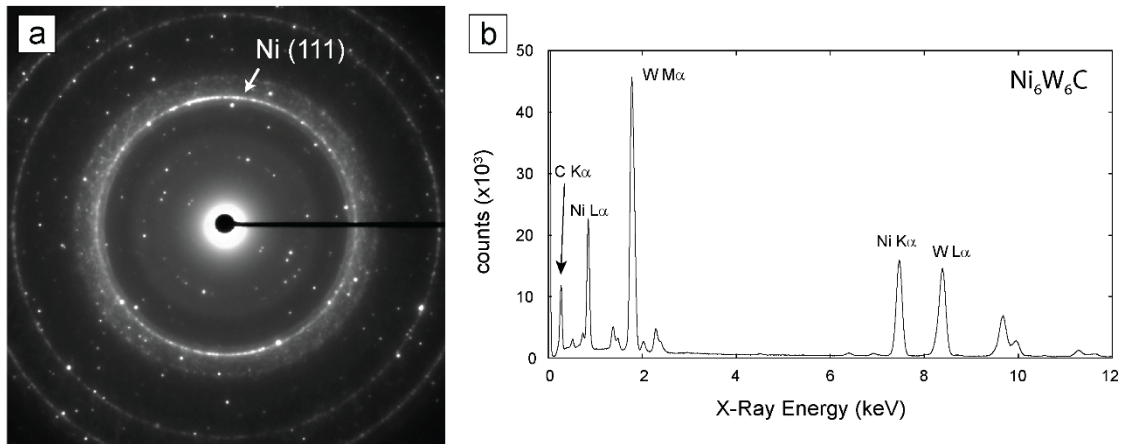 a
Ni (111)
b
50
40
30
20
10
0
counts (x10³)
C Kα
Ni Lα
W Mα
Ni Kα
W Lα
Ni₆W₆C
0 2 4 6 8 10 12
X-Ray Energy (keV)